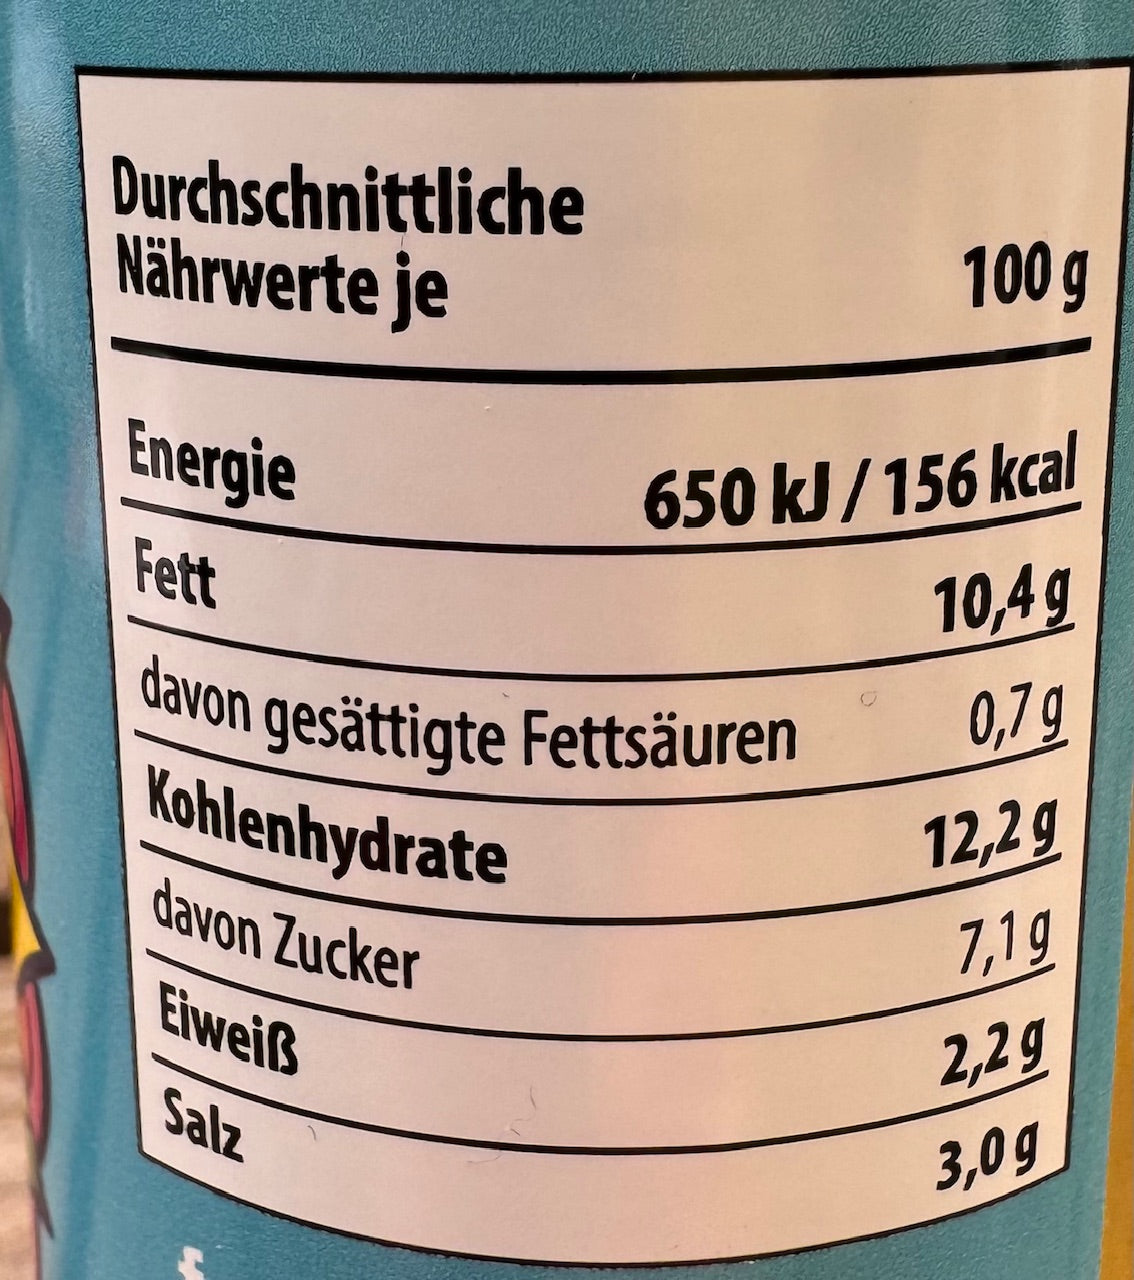 Durchschnittliche
Nährwerte je 100 g
Energie 650 kJ / 156 kcal
Fett 10,4 g
davon gesättigte Fettsäuren 0,7 g
Kohlenhydrate 12,2 g
davon Zucker 7,1 g
Eiweiß 2,2 g
Salz 3,0 g